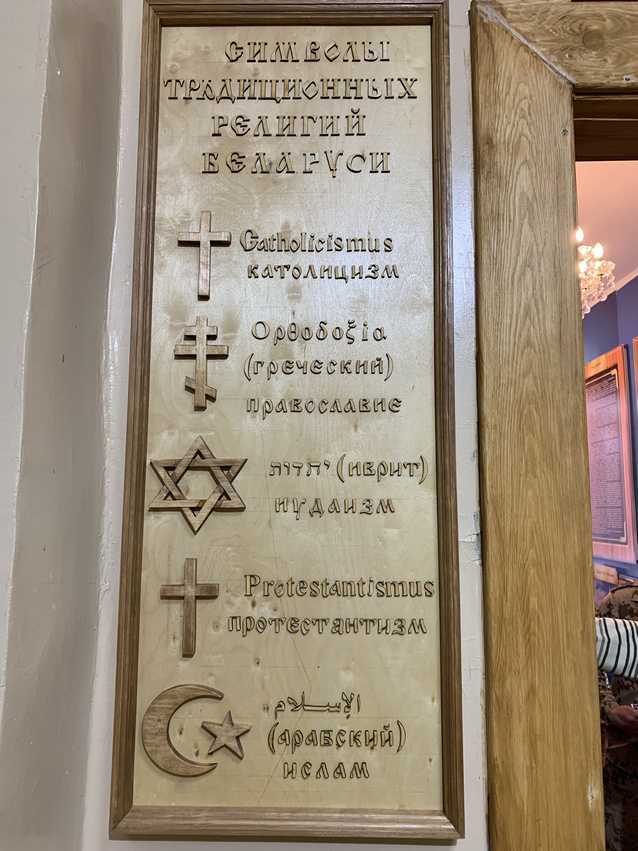 СИМВОЛЫ
ТРАДИЦИОННЫХ
РЕЛИГИЙ
БЕЛАРУСИ
Catholicismus
католицизм
Ορθοδοξία
(греческий)
православие
יהדות (иврит)
иудаизм
Protestantismus
протестантизм
الإسلام
(арабский)
ислам